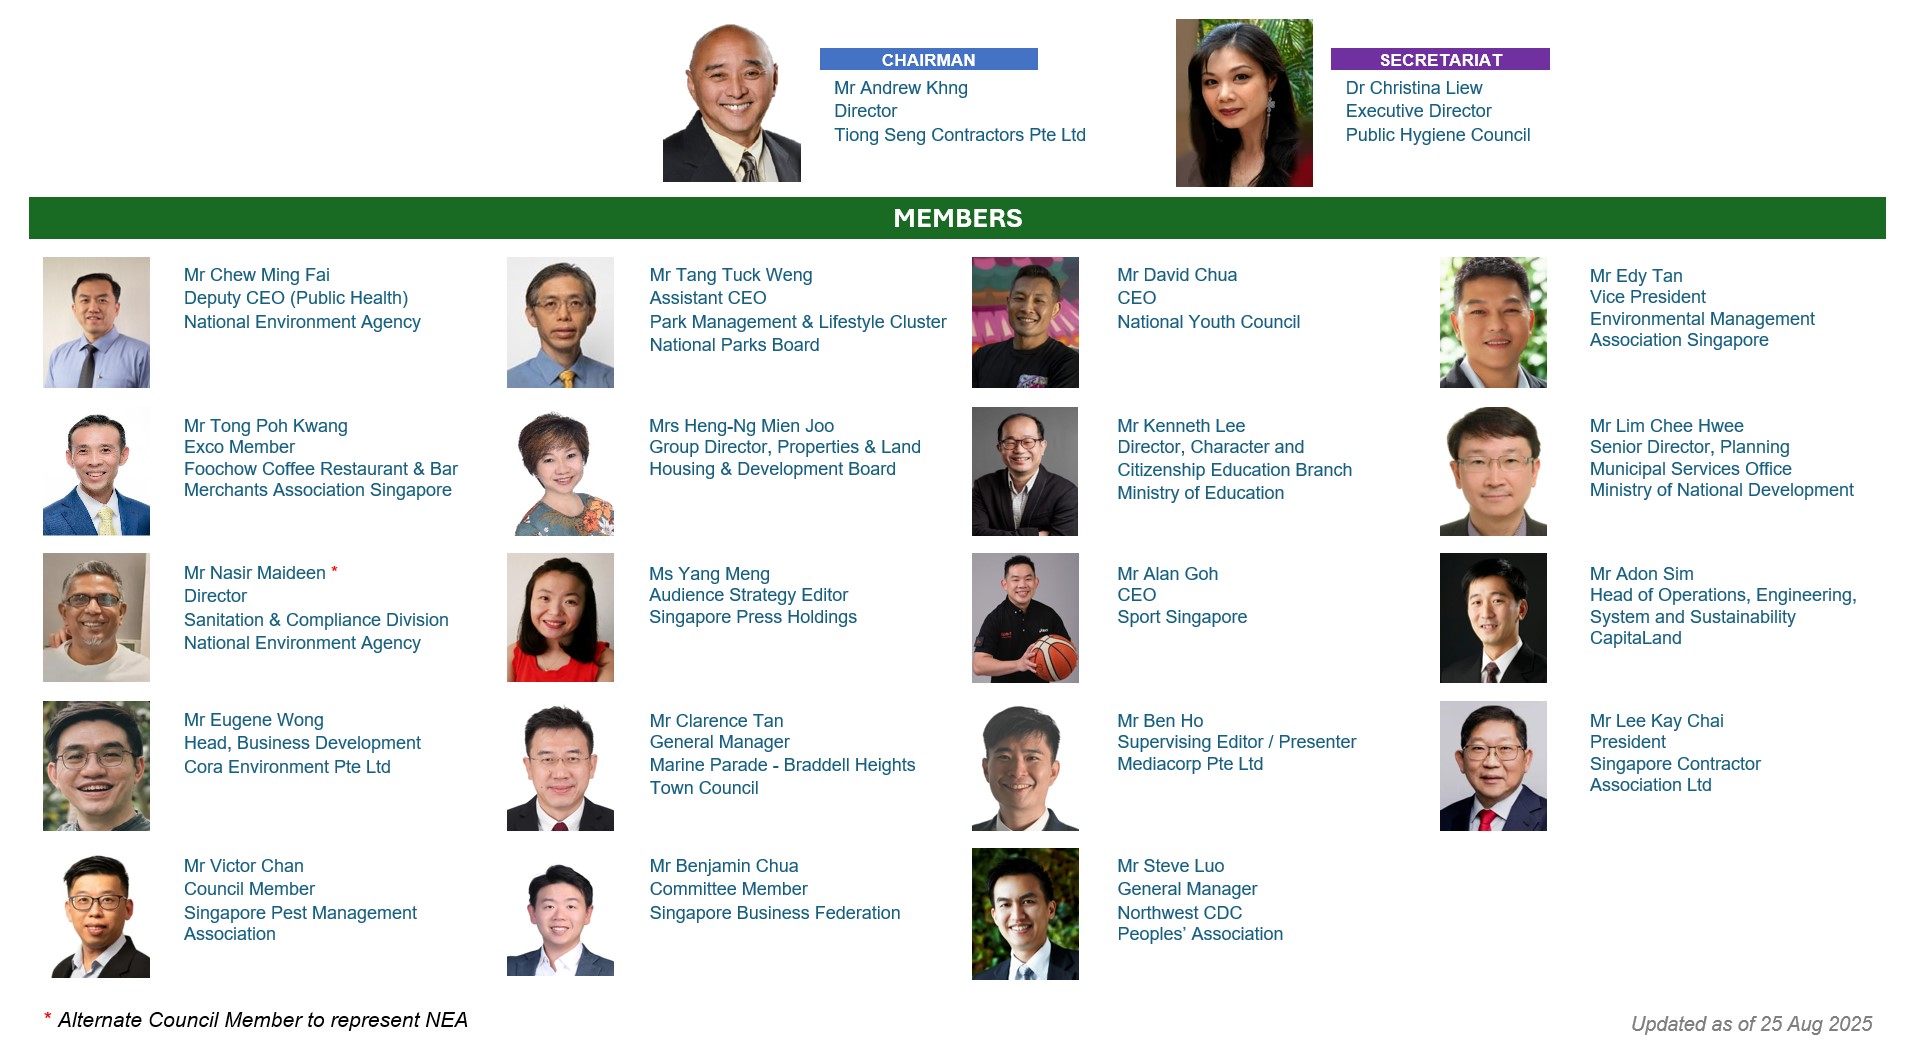 CHAIRMAN
Mr Andrew Khng
Director
Tiong Seng Contractors Pte Ltd
SECRETARIAT
Dr Christina Liew
Executive Director
Public Hygiene Council
MEMBERS
Mr Chew Ming Fai
Deputy CEO (Public Health)
National Environment Agency
Mr Tang Tuck Weng
Assistant CEO
Park Management & Lifestyle Cluster
National Parks Board
Mr David Chua
CEO
National Youth Council
Mr Edy Tan
Vice President
Environmental Management
Association Singapore
Mr Tong Poh Kwang
Exco Member
Foochow Coffee Restaurant & Bar
Merchants Association Singapore
Mrs Heng-Ng Mien Joo
Group Director, Properties & Land
Housing & Development Board
Mr Kenneth Lee
Director, Character and
Citizenship Education Branch
Ministry of Education
Mr Lim Chee Hwee
Senior Director, Planning
Municipal Services Office
Ministry of National Development
Mr Nasir Maideen *
Director
Sanitation & Compliance Division
National Environment Agency
Ms Yang Meng
Audience Strategy Editor
Singapore Press Holdings
Mr Alan Goh
CEO
Sport Singapore
Mr Adon Sim
Head of Operations, Engineering,
System and Sustainability
CapitaLand
Mr Eugene Wong
Head, Business Development
Cora Environment Pte Ltd
Mr Clarence Tan
General Manager
Marine Parade - Braddell Heights
Town Council
Mr Ben Ho
Supervising Editor / Presenter
Mediacorp Pte Ltd
Mr Lee Kay Chai
President
Singapore Contractor
Association Ltd
Mr Victor Chan
Council Member
Singapore Pest Management
Association
Mr Benjamin Chua
Committee Member
Singapore Business Federation
Mr Steve Luo
General Manager
Northwest CDC
Peoples’ Association
* Alternate Council Member to represent NEA
Updated as of 25 Aug 2025